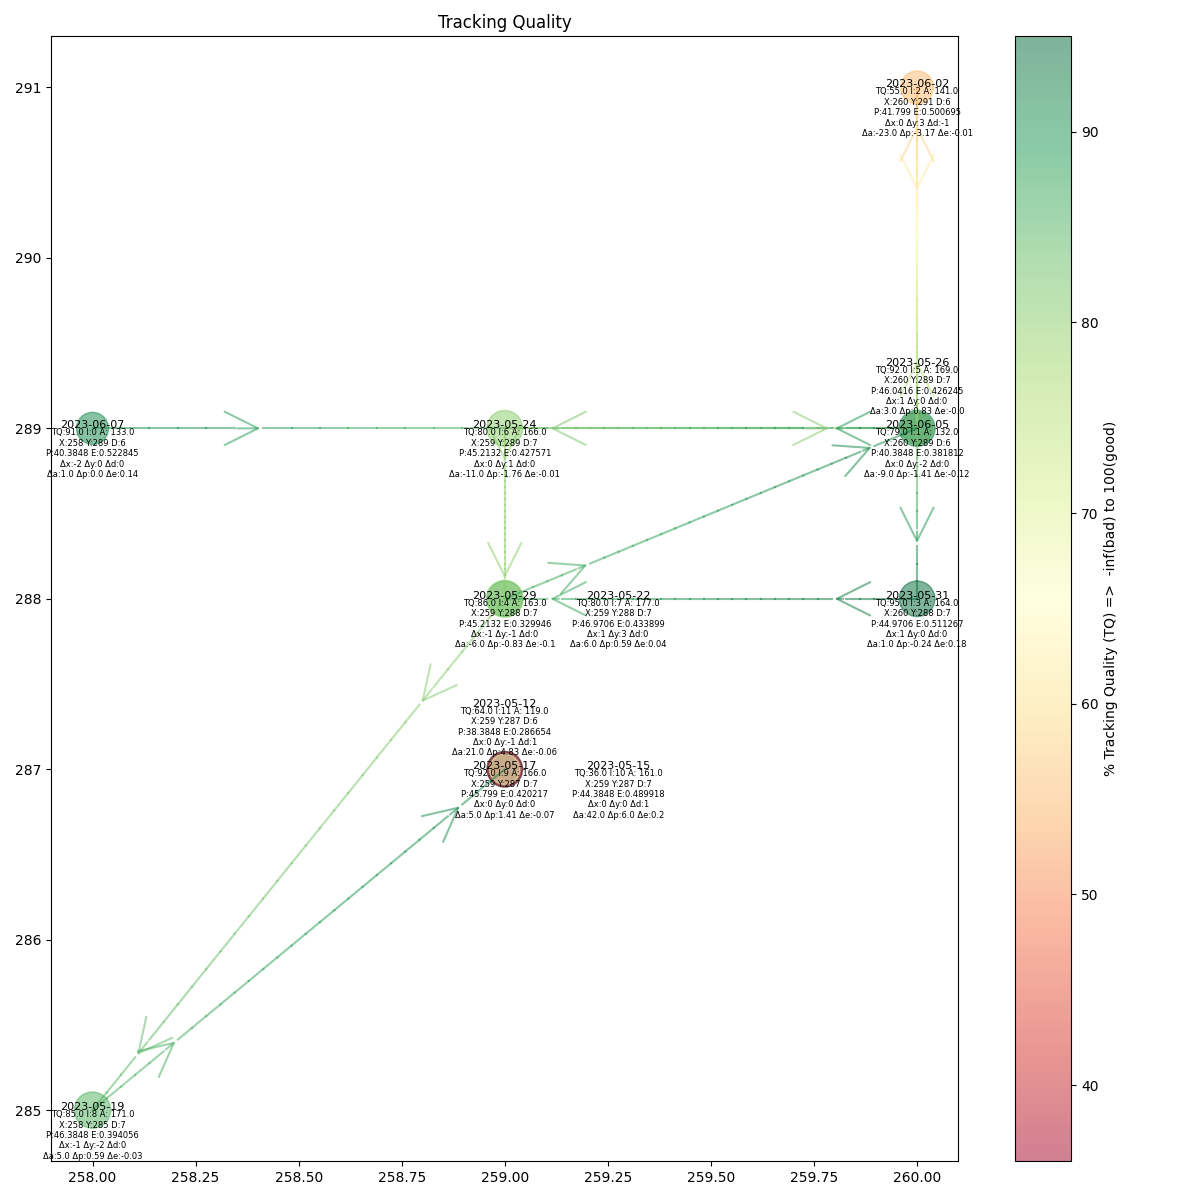 Tracking Quality
291
290
289
288
287
286
285
258.00
258.25
258.50
258.75
259.00
259.25
259.50
259.75
260.00
2023-06-02
TQ:55.0 I:2 A: 141.0
X:260 Y:291 D:6
P:41.799 E:0.500695
Δx:0 Δy:3 Δd:-1
Δa:-23.0 Δp:-3.17 Δe:-0.01
2023-05-26
TQ:92.0 I:5 A: 169.0
X:260 Y:289 D:7
P:46.0416 E:0.426245
Δx:1 Δy:0 Δd:0
Δa:3.0 Δp:0.83 Δe:-0.0
2023-06-05
TQ:79.0 I:1 A: 132.0
X:260 Y:289 D:6
P:40.3848 E:0.381812
Δx:0 Δy:-2 Δd:0
Δa:-9.0 Δp:-1.41 Δe:-0.12
2023-06-07
TQ:91.0 I:0 A: 133.0
X:258 Y:289 D:6
P:40.3848 E:0.522845
Δx:-2 Δy:0 Δd:0
Δa:1.0 Δp:0.0 Δe:0.14
2023-05-24
TQ:80.0 I:6 A: 166.0
X:259 Y:289 D:7
P:45.2132 E:0.427571
Δx:0 Δy:1 Δd:0
Δa:-11.0 Δp:-1.76 Δe:-0.01
2023-05-29
TQ:86.0 I:4 A: 163.0
X:259 Y:288 D:7
P:45.2132 E:0.329946
Δx:-1 Δy:-1 Δd:0
Δa:-6.0 Δp:-0.83 Δe:-0.1
2023-05-22
TQ:80.0 I:7 A: 177.0
X:259 Y:288 D:7
P:46.9706 E:0.433899
Δx:1 Δy:3 Δd:0
Δa:6.0 Δp:0.59 Δe:0.04
2023-05-31
TQ:95.0 I:3 A: 164.0
X:260 Y:288 D:7
P:44.9706 E:0.511267
Δx:1 Δy:0 Δd:0
Δa:1.0 Δp:-0.24 Δe:0.18
2023-05-12
TQ:64.0 I:11 A: 119.0
X:259 Y:287 D:6
P:38.3848 E:0.286654
Δx:0 Δy:-1 Δd:1
Δa:21.0 Δp:4.83 Δe:-0.06
2023-05-17
TQ:92.0 I:9 A: 166.0
X:259 Y:287 D:7
P:45.799 E:0.420217
Δx:0 Δy:0 Δd:0
Δa:5.0 Δp:1.41 Δe:-0.07
2023-05-15
TQ:36.0 I:10 A: 161.0
X:259 Y:287 D:7
P:44.3848 E:0.489918
Δx:0 Δy:0 Δd:1
Δa:42.0 Δp:6.0 Δe:0.2
2023-05-19
TQ:85.0 I:8 A: 171.0
X:258 Y:285 D:7
P:46.3848 E:0.394056
Δx:-1 Δy:-2 Δd:0
Δa:5.0 Δp:0.59 Δe:-0.03
90
80
70
60
50
40
% Tracking Quality (TQ) => -inf(bad) to 100(good)